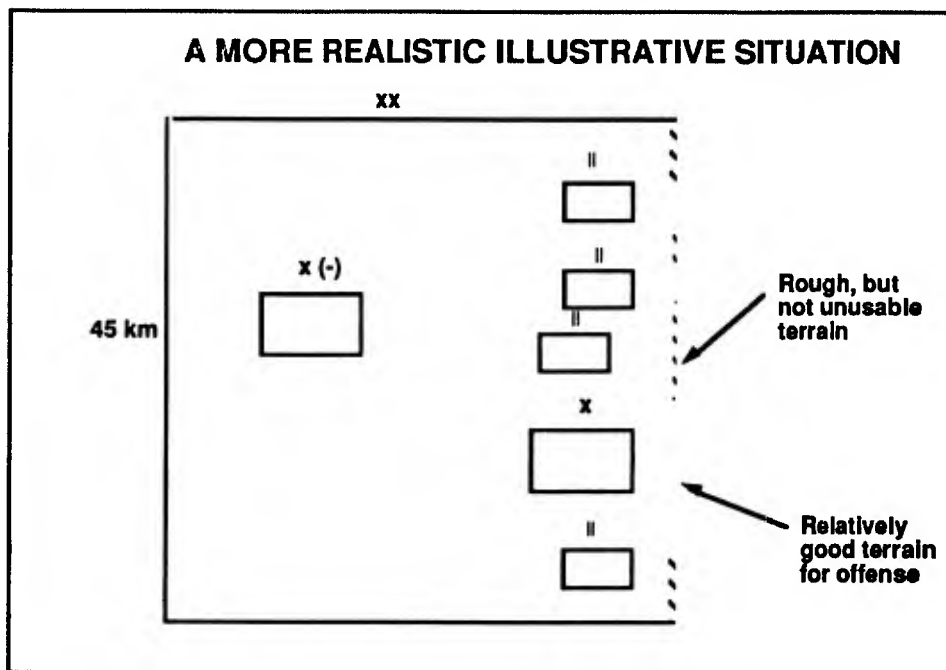 A MORE REALISTIC ILLUSTRATIVE SITUATION
xx
II
x (-)
II
Rough, but
not unusable
terrain
45 km
II
x
Relatively
good terrain
for offense
II